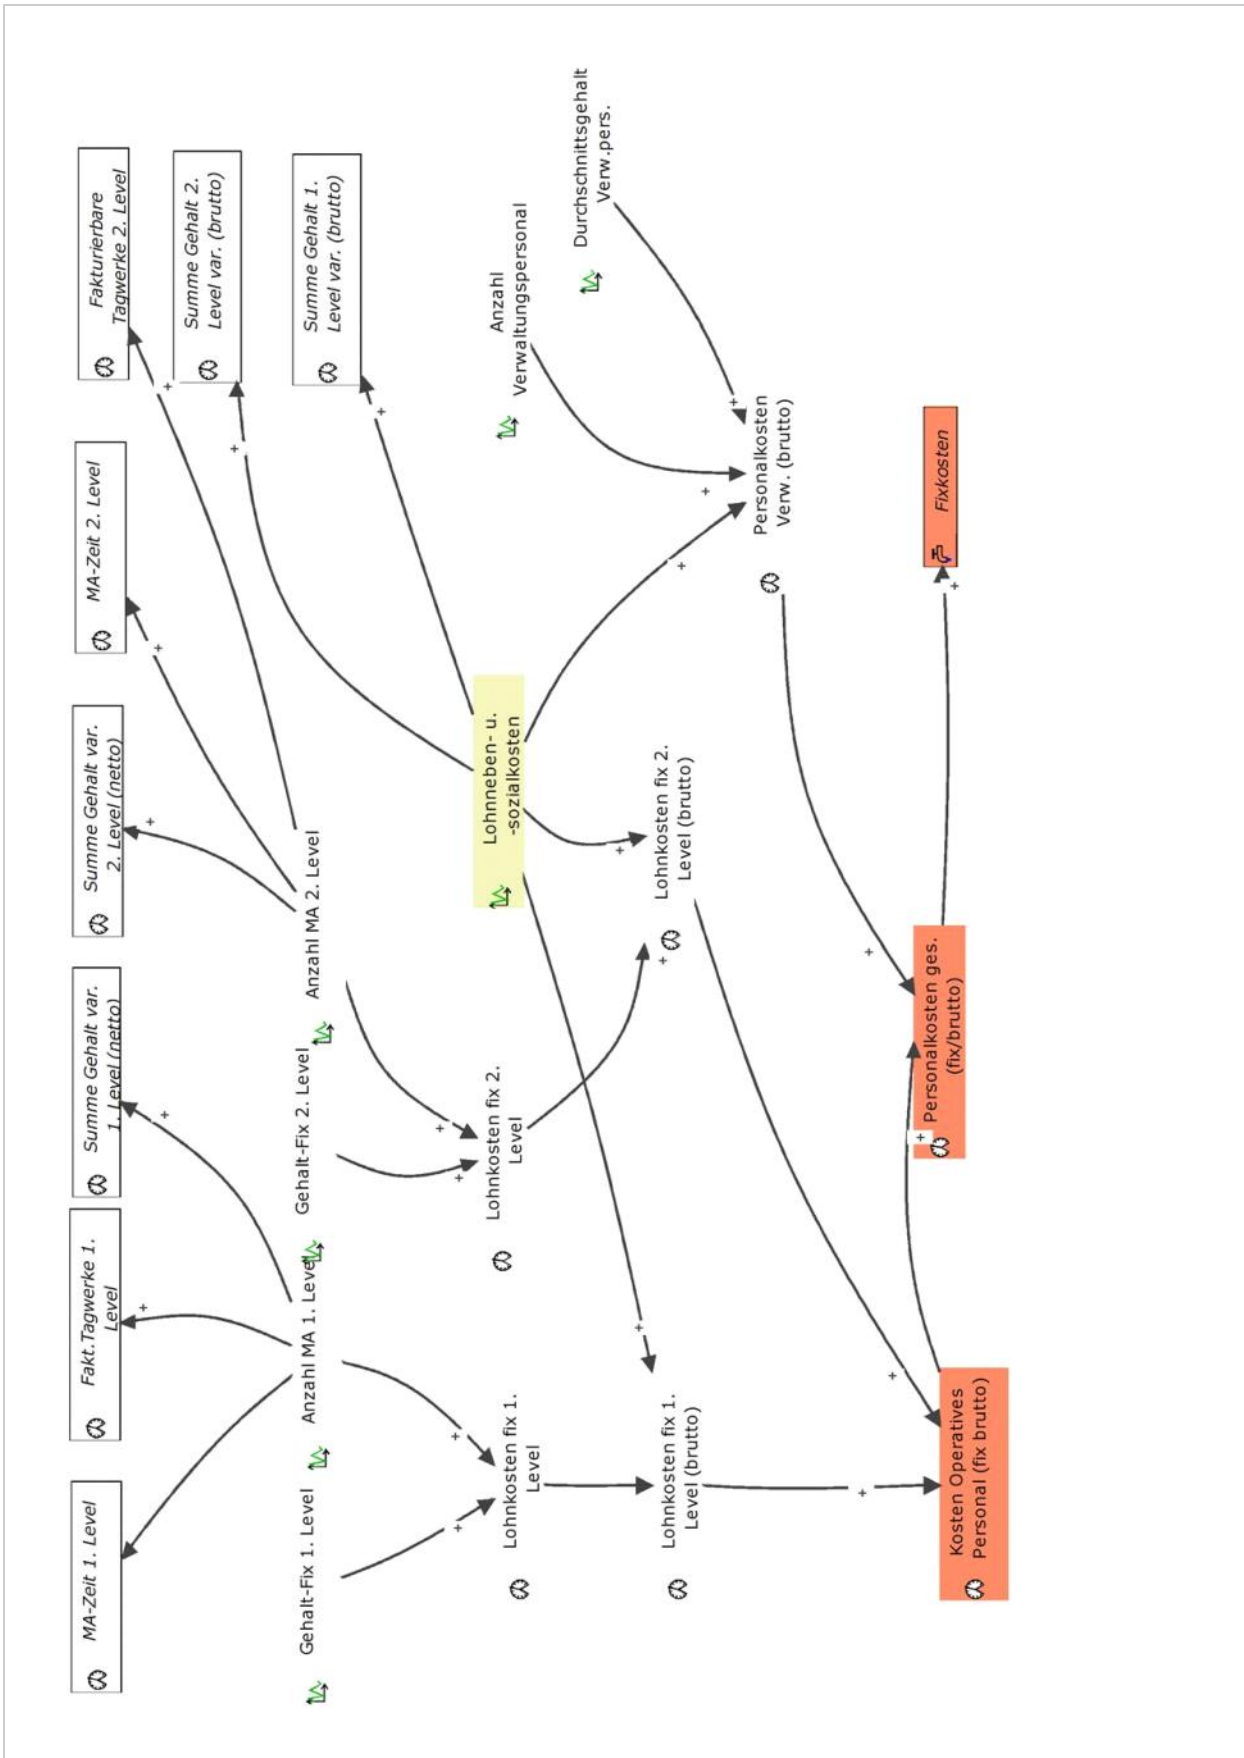 MA-Zeit 1. Level
Fakt.Tagwerke 1.
Level
Summe Gehalt var.
1. Level (netto)
Summe Gehalt var.
2. Level (netto)
MA-Zeit 2. Level
Fakturierbare
Tagwerke 2. Level
Summe Gehalt 2.
Level var. (brutto)
Summe Gehalt 1.
Level var. (brutto)
Gehalt-Fix 1. Level
Anzahl MA 1. Level
Gehalt-Fix 2. Level
Anzahl MA 2. Level
Lohnneben- u.
-sozialkosten
Anzahl
Verwaltungspersonal
Durchschnittsgehalt
Verw.pers.
Lohnkosten fix 1.
Level
Lohnkosten fix 2.
Level
Lohnkosten fix 1.
Level (brutto)
Lohnkosten fix 2.
Level (brutto)
Personalkosten
Verw. (brutto)
Kosten Operatives
Personal (fix brutto)
Personalkosten ges.
(fix/brutto)
Fixkosten